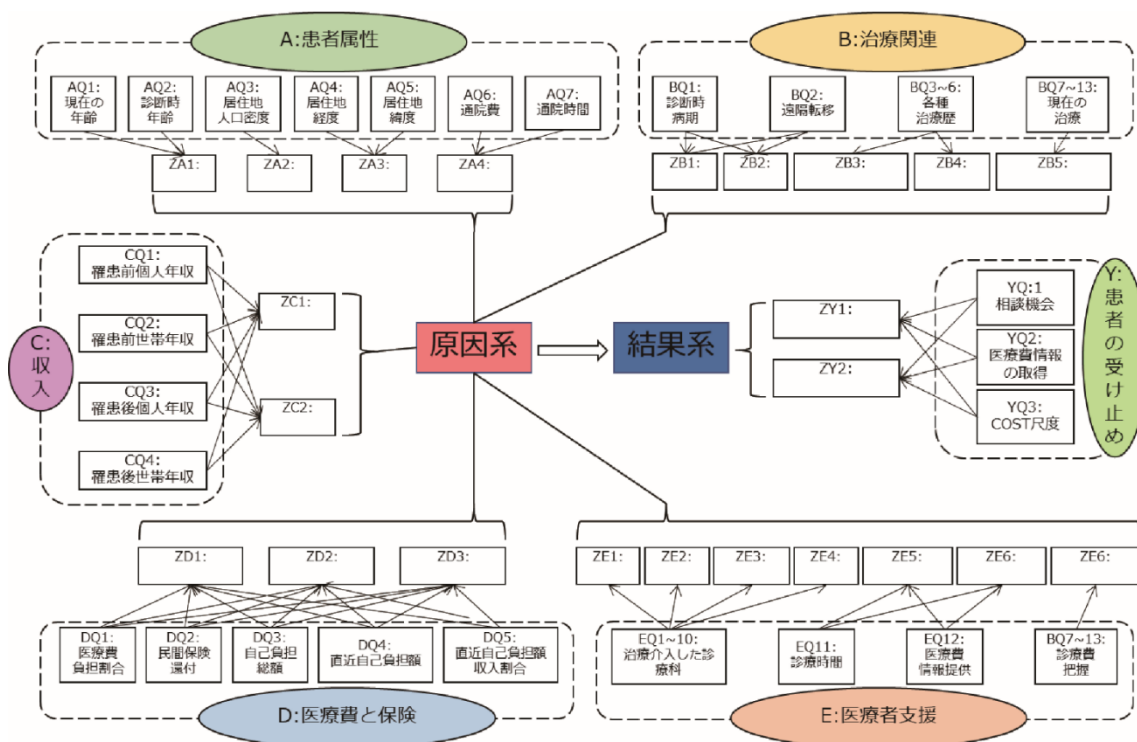 A:患者属性
B:治療関連
AQ1:
現在の
年齢
AQ2:
診断時
年齢
AQ3:
居住地
人口密度
AQ4:
居住地
経度
AQ5:
居住地
緯度
AQ6:
通院費
AQ7:
通院時間
BQ1:
診断時
病期
BQ2:
遠隔転移
BQ3~6:
各種
治療歴
BQ7~13:
現在の
治療
ZA1:
ZA2:
ZA3:
ZA4:
ZB1:
ZB2:
ZB3:
ZB4:
ZB5:
C:収入
CQ1:
罹患前個人年収
CQ2:
罹患前世帯年収
CQ3:
罹患後個人年収
CQ4:
罹患後世帯年収
ZC1:
ZC2:
原因系
結果系
ZY1:
ZY2:
YQ:1
相談機会
YQ2:
医療費情報
の取得
YQ3:
COST尺度
Y:患者の受け止め
ZD1:
ZD2:
ZD3:
ZE1:
ZE2:
ZE3:
ZE4:
ZE5:
ZE6:
ZE6:
DQ1:
医療費
負担割合
DQ2:
民間保険
還付
DQ3:
自己負担
総額
DQ4:
直近自己負担額
DQ5:
直近自己負担額
収入割合
EQ1~10:
治療介入した診
療科
EQ11:
診療時間
EQ12:
医療費
情報提供
BQ7~13:
診療費
把握
D:医療費と保険
E:医療者支援